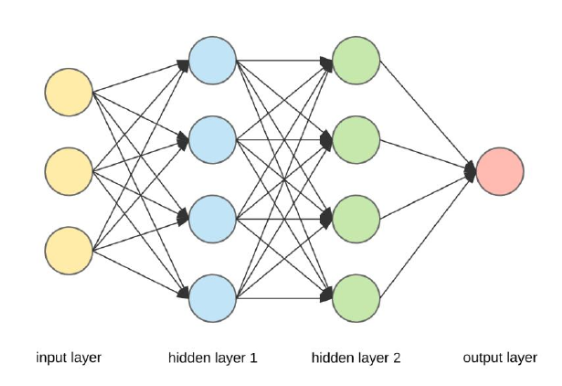 input layer
hidden layer 1
hidden layer 2
output layer